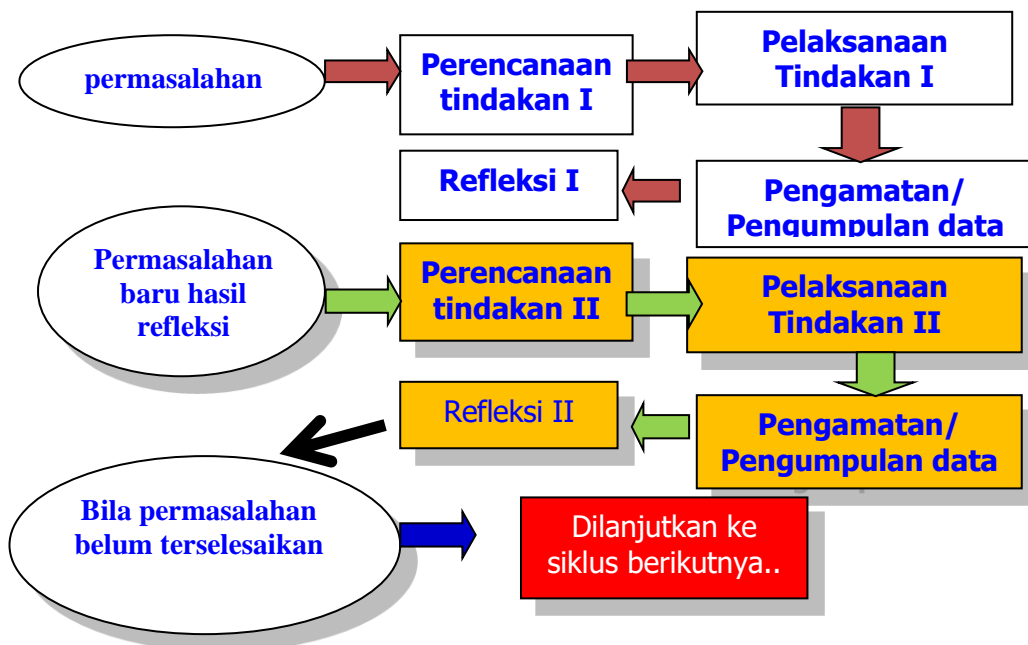 permasalahan
Perencanaan
tindakan I
Pelaksanaan
Tindakan I
Refleksi I
Pengamatan/
Pengumpulan data
Permasalahan
baru hasil
refleksi
Perencanaan
tindakan II
Pelaksanaan
Tindakan II
Refleksi II
Pengamatan/
Pengumpulan data
Bila permasalahan
belum terselesaikan
Dilanjutkan ke
siklus berikutnya..